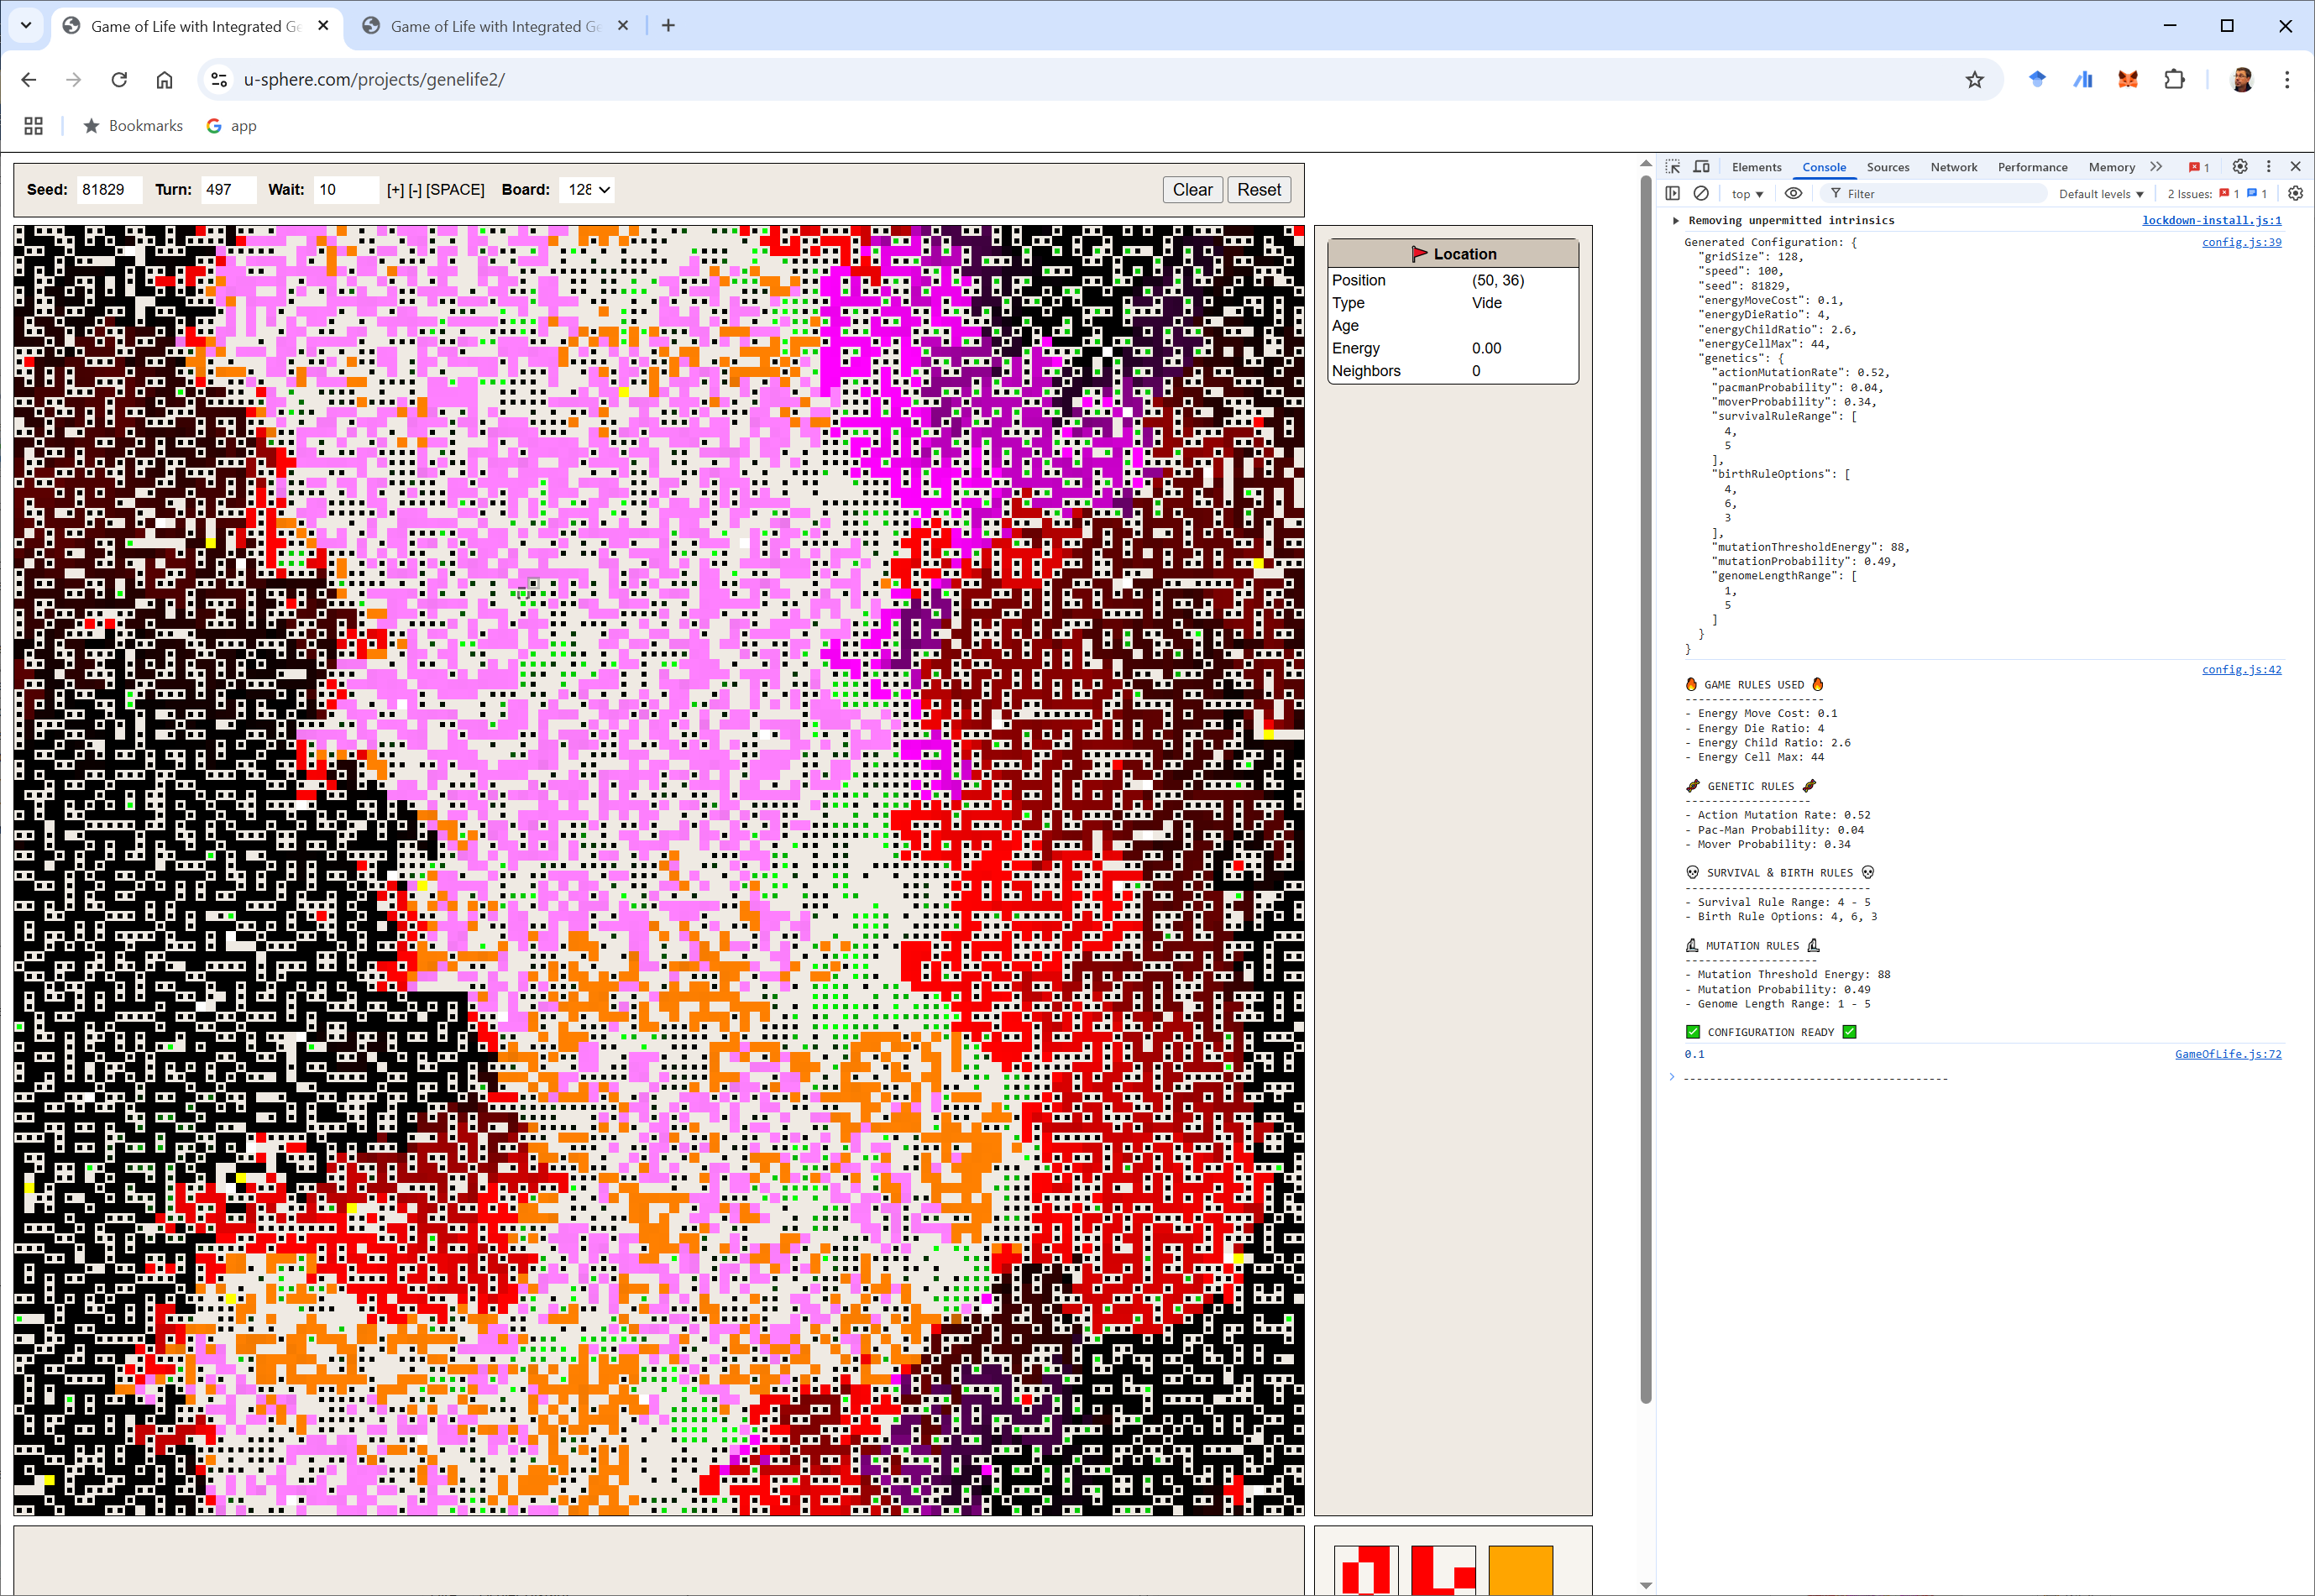 Game of Life with Integrated Ge
Game of Life with Integrated Ge
u-sphere.com/projects/genelife2/
Bookmarks
app
Seed: 81829 Turn: 497 Wait: 10 [+] [-] [SPACE] Board: 128 Clear Reset
Location
Position (50, 36)
Type Vide
Age
Energy 0.00
Neighbors 0
Elements Console Sources Network Performance Memory 1
top Filter Default levels 2 Issues: 1 1
Removing unpermitted intrinsics lockdown-install.js:1
Generated Configuration: { config.js:39
"gridSize": 128,
"speed": 100,
"seed": 81829,
"energyMoveCost": 0.1,
"energyDieRatio": 4,
"energyChildRatio": 2.6,
"energyCellMax": 44,
"genetics": {
"actionMutationRate": 0.52,
"pacmanProbability": 0.04,
"moverProbability": 0.34,
"survivalRuleRange": [
4,
5
],
"birthRuleOptions": [
4,
6,
3
],
"mutationThresholdEnergy": 88,
"mutationProbability": 0.49,
"genomeLengthRange": [
1,
5
]
}
}
config.js:42
🔥 GAME RULES USED 🔥
---------------------
- Energy Move Cost: 0.1
- Energy Die Ratio: 4
- Energy Child Ratio: 2.6
- Energy Cell Max: 44
GENETIC RULES
-------------------
- Action Mutation Rate: 0.52
- Pac-Man Probability: 0.04
- Mover Probability: 0.34
💀 SURVIVAL & BIRTH RULES 💀
----------------------------
- Survival Rule Range: 4 - 5
- Birth Rule Options: 4, 6, 3
MUTATION RULES
--------------------
- Mutation Threshold Energy: 88
- Mutation Probability: 0.49
- Genome Length Range: 1 - 5
✅ CONFIGURATION READY ✅
0.1 GameOfLife.js:72
> ----------------------------------------